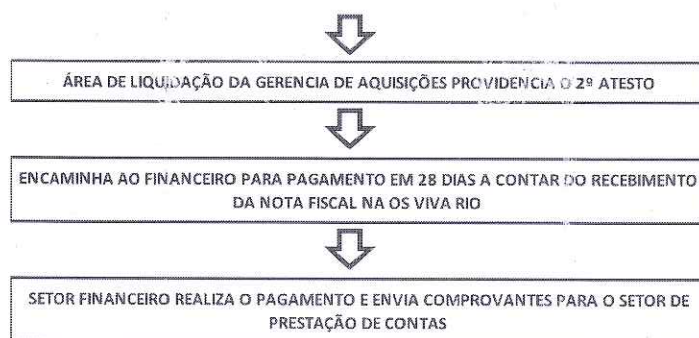 ÁREA DE LIQUIDAÇÃO DA GERENCIA DE AQUISIÇÕES PROVIDENCIA O 2º ATESTO
ENCAMINHA AO FINANCEIRO PARA PAGAMENTO EM 28 DIAS A CONTAR DO RECEBIMENTO
DA NOTA FISCAL NA OS VIVA RIO
SETOR FINANCEIRO REALIZA O PAGAMENTO E ENVIA COMPROVANTES PARA O SETOR DE
PRESTAÇÃO DE CONTAS